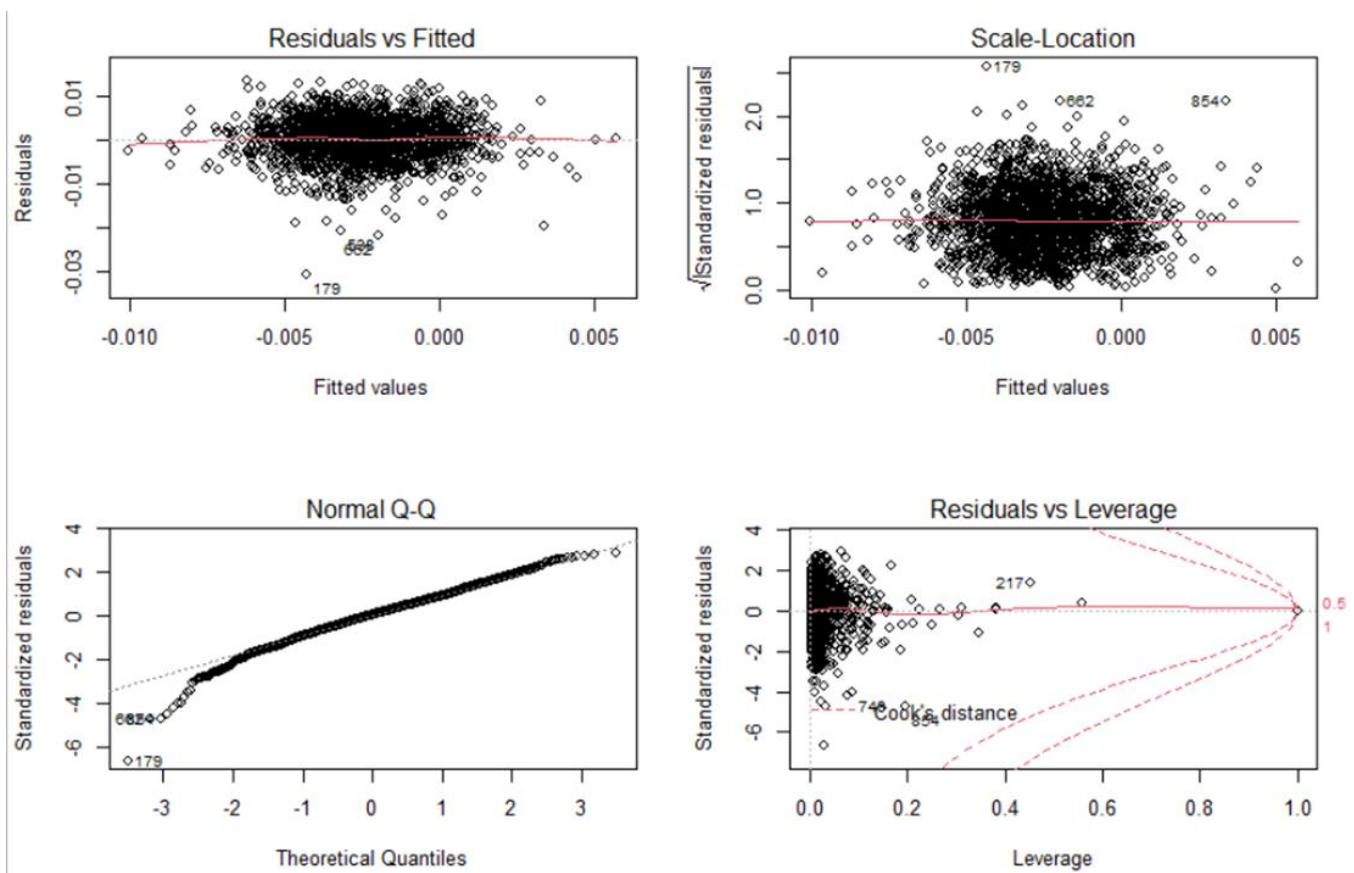 Residuals vs Fitted
Residuals
0.01
-0.01
-0.03
179
-0.010 -0.005 0.000 0.005
Fitted values
Scale-Location
√|Standardized residuals|
2.0
1.0
0.0
179
662
854
-0.010 -0.005 0.000 0.005
Fitted values
Normal Q-Q
Standardized residuals
4
2
0
-2
-4
-6
179
-3 -2 -1 0 1 2 3
Theoretical Quantiles
Residuals vs Leverage
Standardized residuals
4
2
0
-2
-4
-6
217
0.5
1
Cook's distance
0.0 0.2 0.4 0.6 0.8 1.0
Leverage